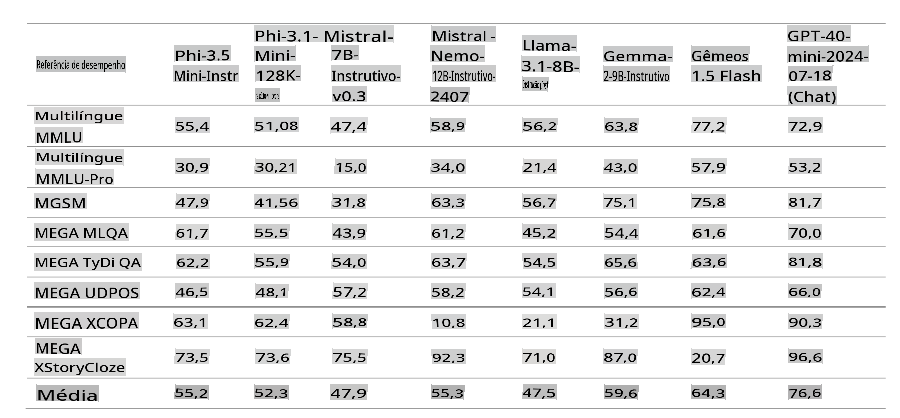 Referência de desempenho Phi-3.5 Mini-Instr Phi-3.1-Mini-128K- Mistral-7B-Instrutivo-v0.3 Mistral -Nemo-12B-Instrutivo-2407 Llama-3.1-8B- Gemma-2-9B-Instrutivo Gêmeos 1.5 Flash GPT-40-mini-2024-07-18 (Chat)
Multilíngue MMLU 55,4 51,08 47,4 58,9 56,2 63,8 77,2 72,9
Multilíngue MMLU-Pro 30,9 30,21 15,0 34,0 21,4 43,0 57,9 53,2
MGSM 47,9 41,56 31,8 63,3 56,7 75,1 75,8 81,7
MEGA MLQA 61,7 55.5 43,9 61,2 45,2 54,4 61,6 70,0
MEGA TyDi QA 62,2 55,9 54,0 63,7 54,5 65,6 63,6 81,8
MEGA UDPOS 46,5 48,1 57,2 58,2 54,1 56,6 62,4 66.0
MEGA XCOPA 63,1 62,4 58,8 10,8 21,1 31,2 95,0 90,3
MEGA XStoryCloze 73,5 73,6 75,5 92,3 71,0 87,0 20,7 96,6
Média 55,2 52,3 47,9 55,3 47,5 59,6 64,3 76,6